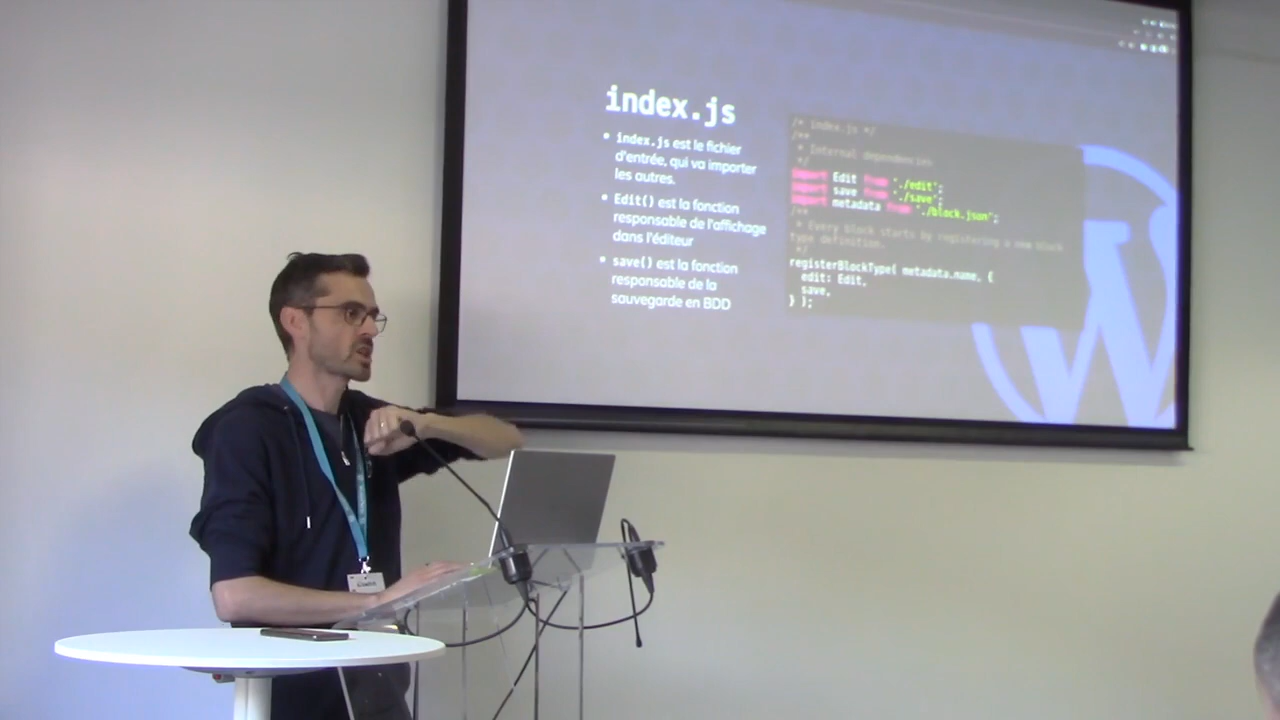 index.js
• index.js est le fichier
d'entrée, qui va importer
les autres.
• Edit() est la fonction
responsable de l'affichage
dans l'éditeur
• save() est la fonction
responsable de la
sauvegarde en BDD
/* index.js */
/**
* Internal dependencies
*/
import Edit from './edit';
import save from './save';
import metadata from './block.json';
/**
* Every block starts by registering a new block
type definition.
*/
registerBlockType( metadata.name, {
edit: Edit,
save,
} );